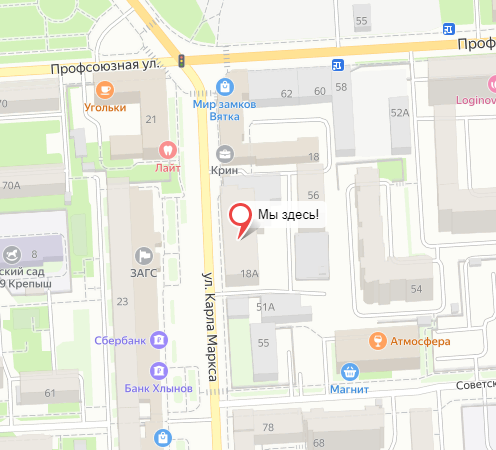 55
Проф
Профсоюзная ул.
62
60
58
Loginov
70
Угольки
Мир замков
Вятка
21
52А
Лайт
Крин
18
70А
56
Мы здесь!
8
ский сад
9 Крепыш
ЗАГС
18А
54
23
ул. Карла Маркса
51А
Сбербанк
55
Атмосфера
Банк Хлынов
Магнит
Советск
61
78
68